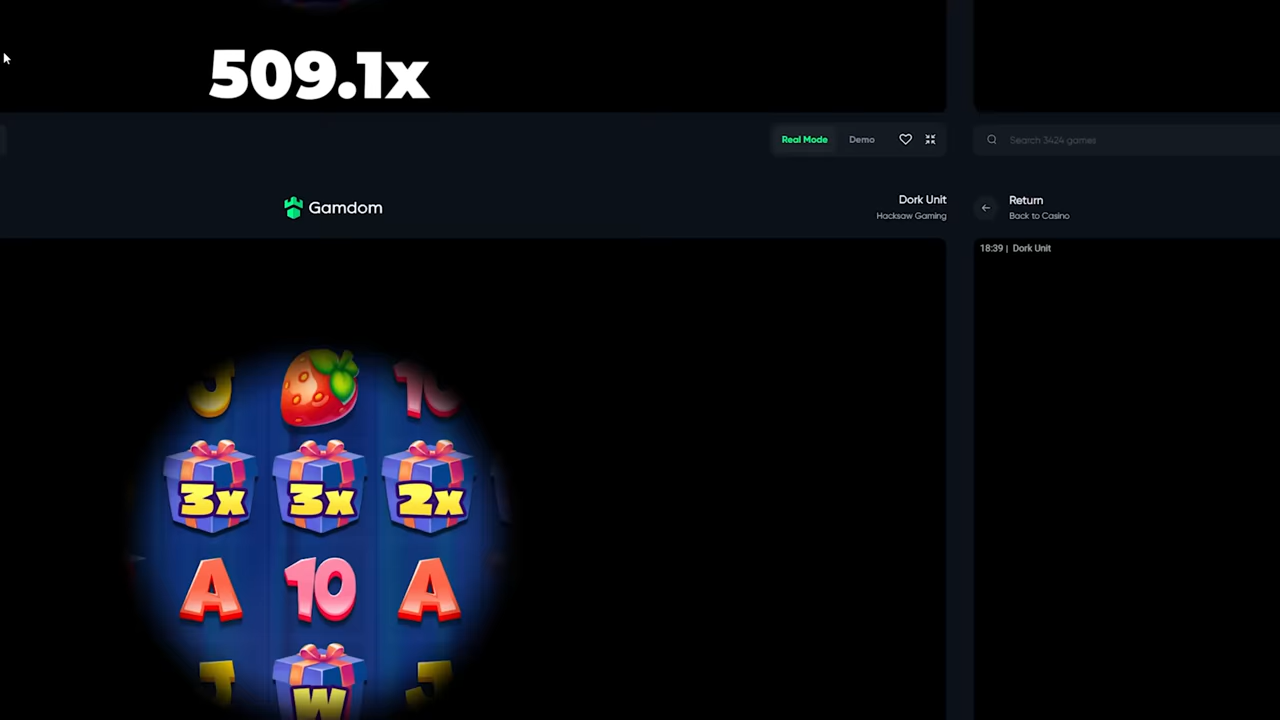 509.1x
Real Mode
Demo
Search 3424 games
Gamdom
Dork Unit
Hacksaw Gaming
Return
Back to Casino
18:39 | Dork Unit
J
10
3x
3x
2x
A
10
A
J
W
J